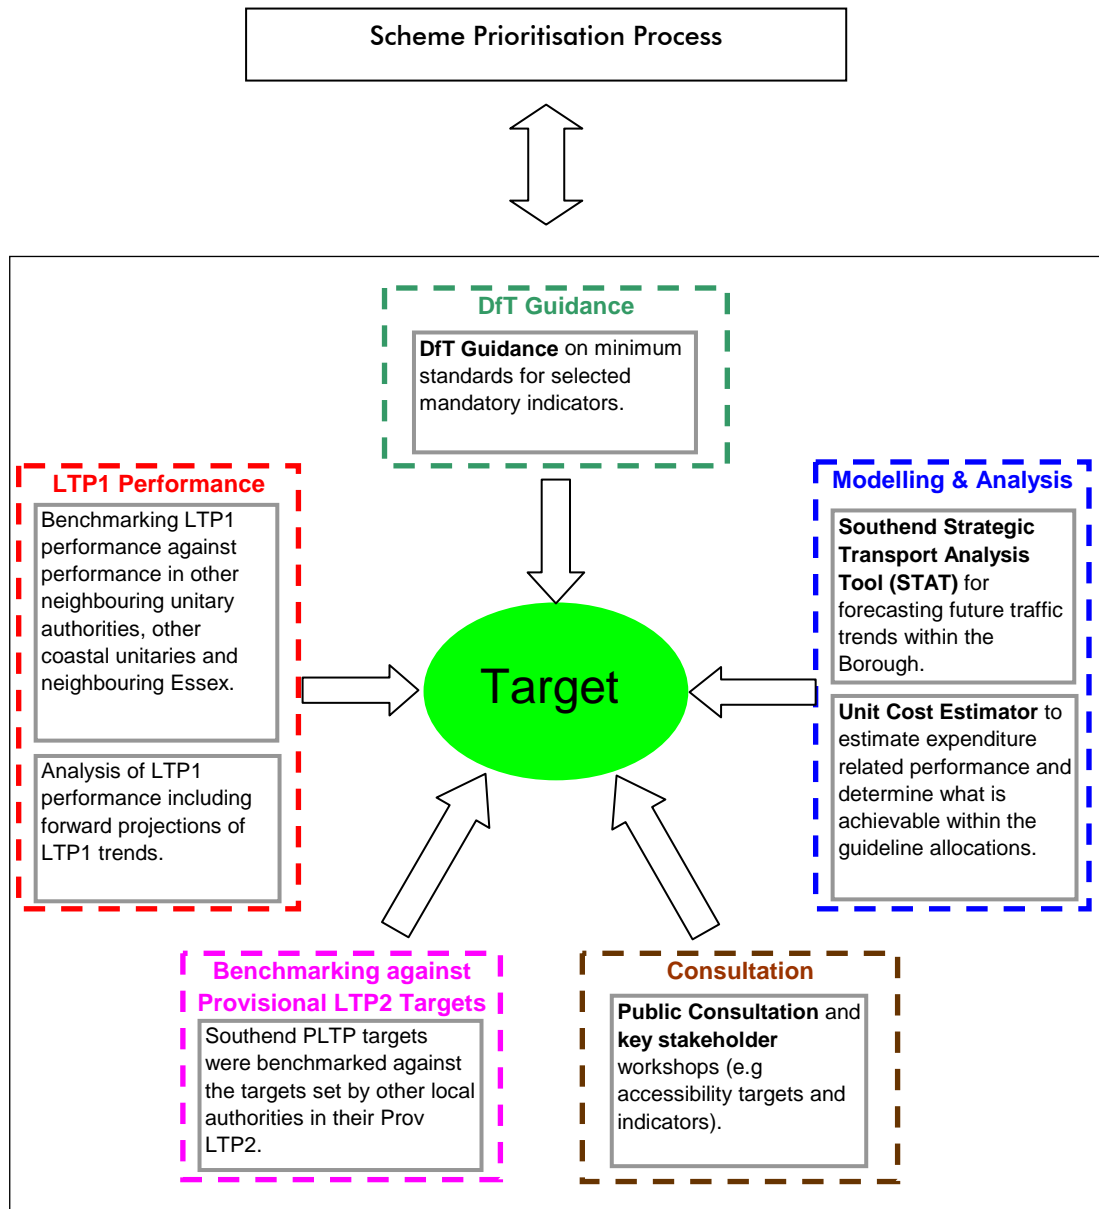 Scheme Prioritisation Process
DfT Guidance
DfT Guidance on minimum
standards for selected
mandatory indicators.
LTP1 Performance
Benchmarking LTP1
performance against
performance in other
neighbouring unitary
authorities, other
coastal unitaries and
neighbouring Essex.
Analysis of LTP1
performance including
forward projections of
LTP1 trends.
Target
Modelling & Analysis
Southend Strategic
Transport Analysis
Tool (STAT) for
forecasting future traffic
trends within the
Borough.
Unit Cost Estimator to
estimate expenditure
related performance and
determine what is
achievable within the
guideline allocations.
Benchmarking against
Provisional LTP2 Targets
Southend PLTP targets
were benchmarked against
the targets set by other local
authorities in their Prov
LTP2.
Consultation
Public Consultation and
key stakeholder
workshops (e.g
accessibility targets and
indicators).